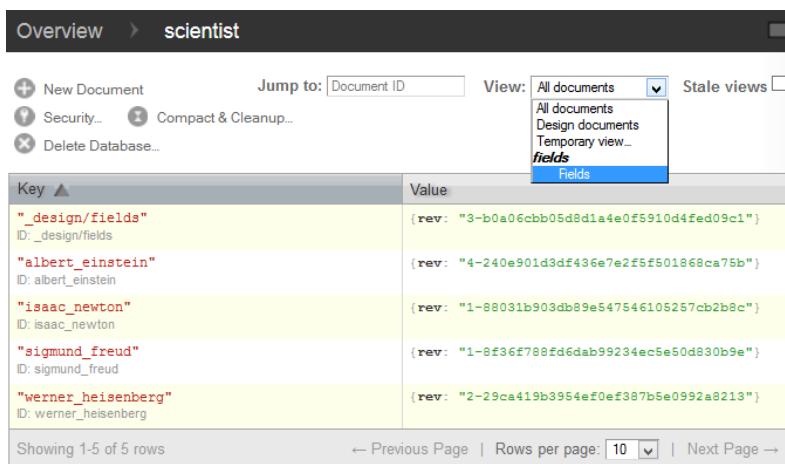 Overview scientist
New Document Jump to: Document ID View: All documents Stale views
Security... Compact & Cleanup...
Delete Database...
All documents
Design documents
Temporary view...
fields
Fields
Key Value
"_design/fields" {rev: "3-b0a06cbb05d8d1a4e0f5910d4fed09c1"}
ID: _design/fields
"albert_einstein" {rev: "4-240e901d3df436e7e2f5f501868ca75b"}
ID: albert_einstein
"isaac_newton" {rev: "1-88031b903db89e547546105257cb2b8c"}
ID: isaac_newton
"sigmund_freud" {rev: "1-8f36f788fd6dab99234ec5e50d830b9e"}
ID: sigmund_freud
"werner_heisenberg" {rev: "2-29ca419b3954ef0ef387b5e0992a8213"}
ID: werner_heisenberg
Showing 1-5 of 5 rows ← Previous Page | Rows per page: 10 | Next Page →